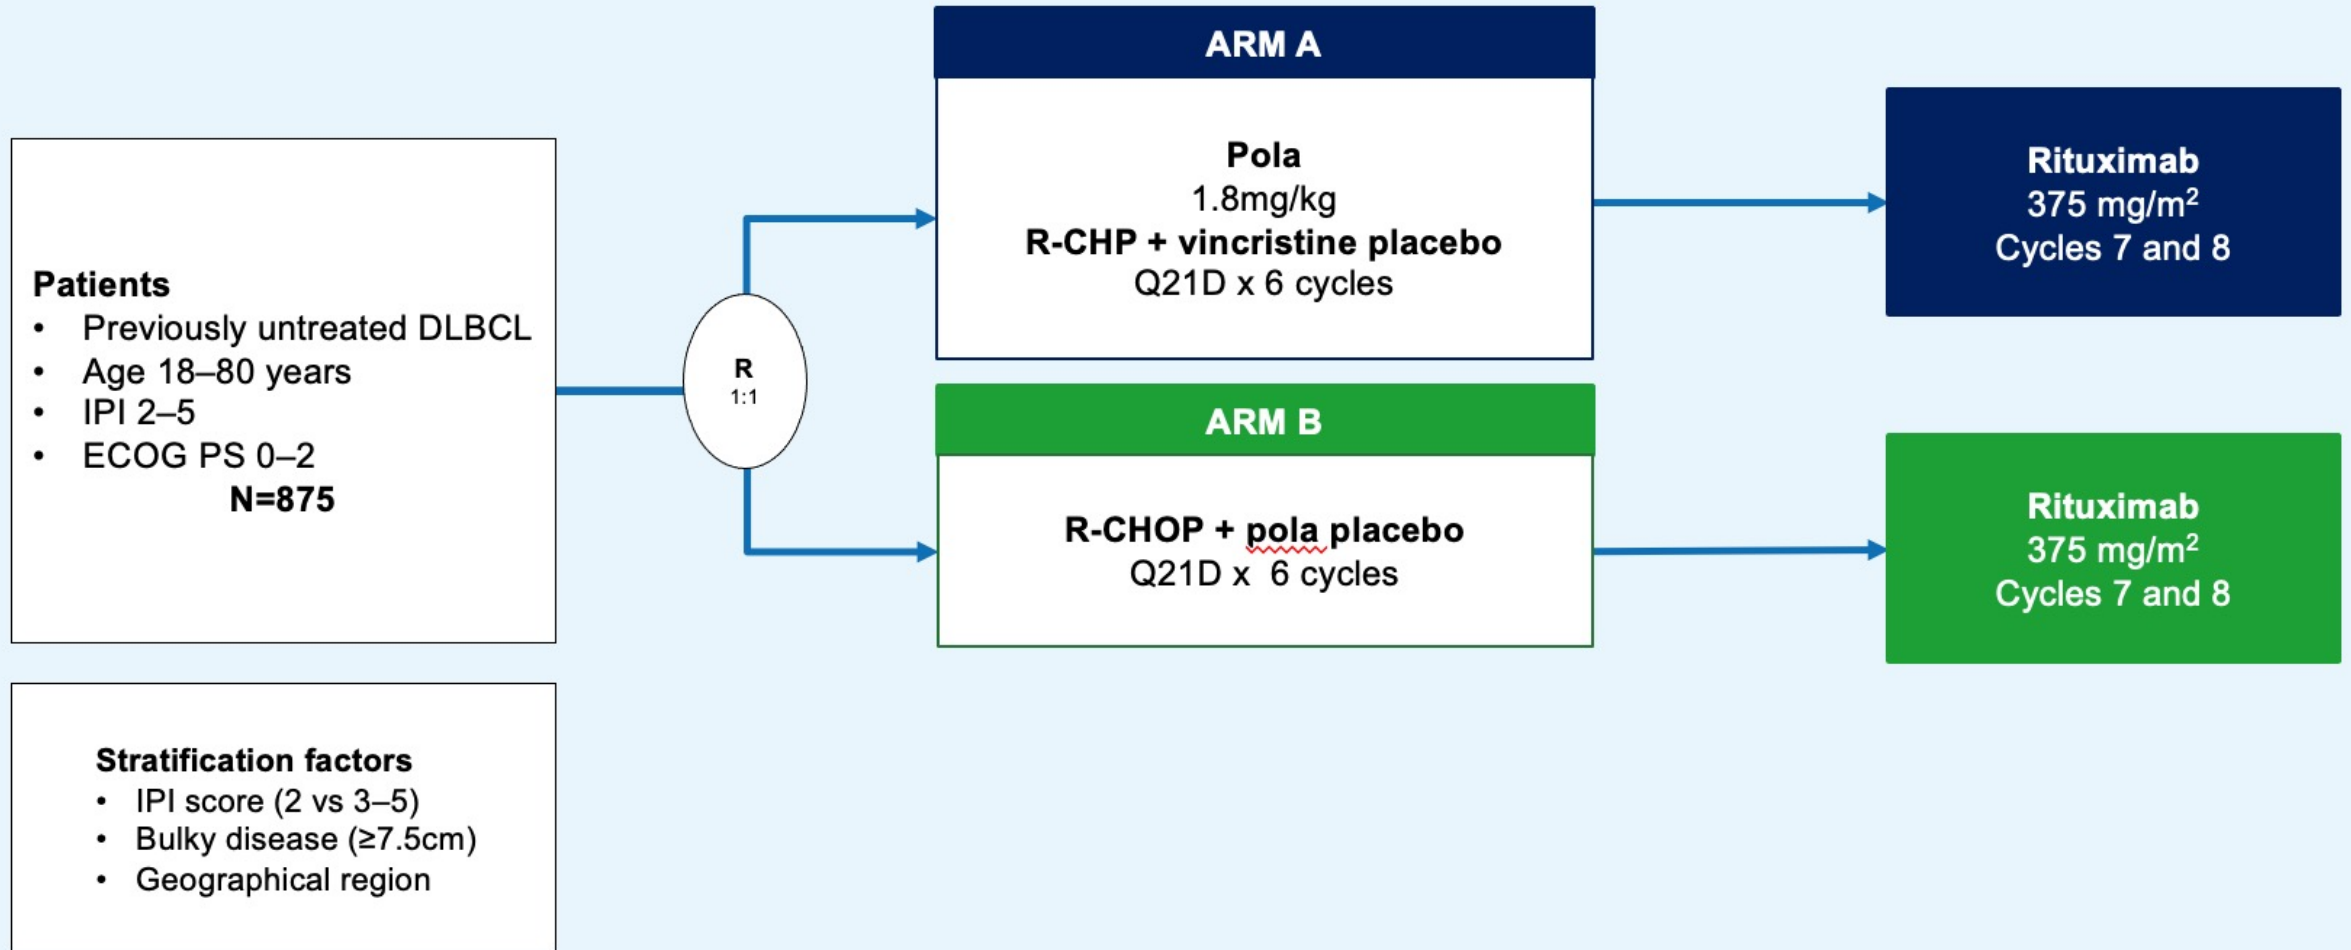 Patients
• Previously untreated DLBCL
• Age 18–80 years
• IPI 2–5
• ECOG PS 0–2
N=875
Stratification factors
• IPI score (2 vs 3–5)
• Bulky disease (≥7.5cm)
• Geographical region
R
1:1
ARM A
Pola
1.8mg/kg
R-CHP + vincristine placebo
Q21D x 6 cycles
Rituximab
375 mg/m²
Cycles 7 and 8
ARM B
R-CHOP + pola placebo
Q21D x  6 cycles
Rituximab
375 mg/m²
Cycles 7 and 8